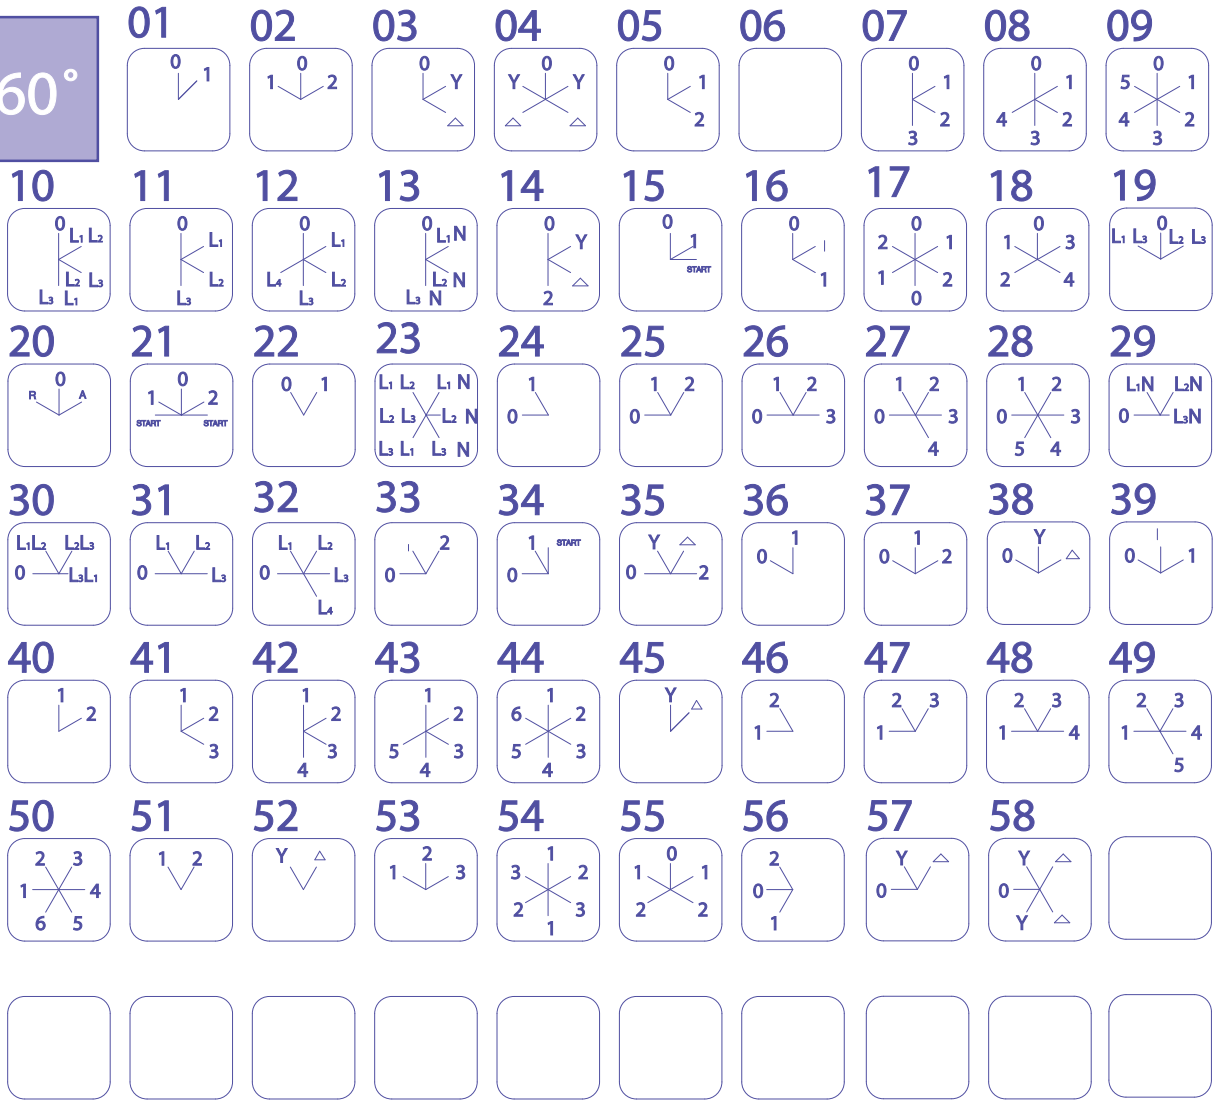 60°
01 02 03 04 05 06 07 08 09
0 1
1 0 2
0 Y △
Y 0 Y △ △
0 1 2
0 1 2 3
0 1 4 2 3
0 5 1 4 2 3
10 11 12 13 14 15 16 17 18 19
0 L1 L2 L2 L3 L3 L1
0 L1 L2 L3
0 L1 L4 L2 L3
0 L1 N L2 N L3 N
0 Y △ 2
0 1 START
0 | 1
0 2 1 1 2 0
0 1 3 2 4
0 L1 L3 L2 L3
20 21 22 23 24 25 26 27 28 29
0 R A
0 1 2 START START
0 1
L1 L2 L1 N L2 L3 L2 N L3 L1 L3 N
1 0
1 2 0
1 2 0 3
1 2 0 3 4
1 2 0 3 5 4
L1N L2N 0 L3N
30 31 32 33 34 35 36 37 38 39
L1L2 L2L3 0 L3L1
L1 L2 0 L3
L1 L2 0 L3 L4
| 2 0
1 START 0
Y △ 0 2
1 0
1 0 2
Y 0 △
| 0 1
40 41 42 43 44 45 46 47 48 49
1 2
1 2 3
1 2 3 4
1 2 5 3 4
1 6 2 5 3 4
Y △
2 1
2 3 1
2 3 1 4
2 3 1 4 5
50 51 52 53 54 55 56 57 58
2 3 1 4 6 5
1 2
Y △
2 1 3
1 3 2 2 3 1
0 1 1 2 2
2 0 1
Y △ 0
Y △ 0 Y △